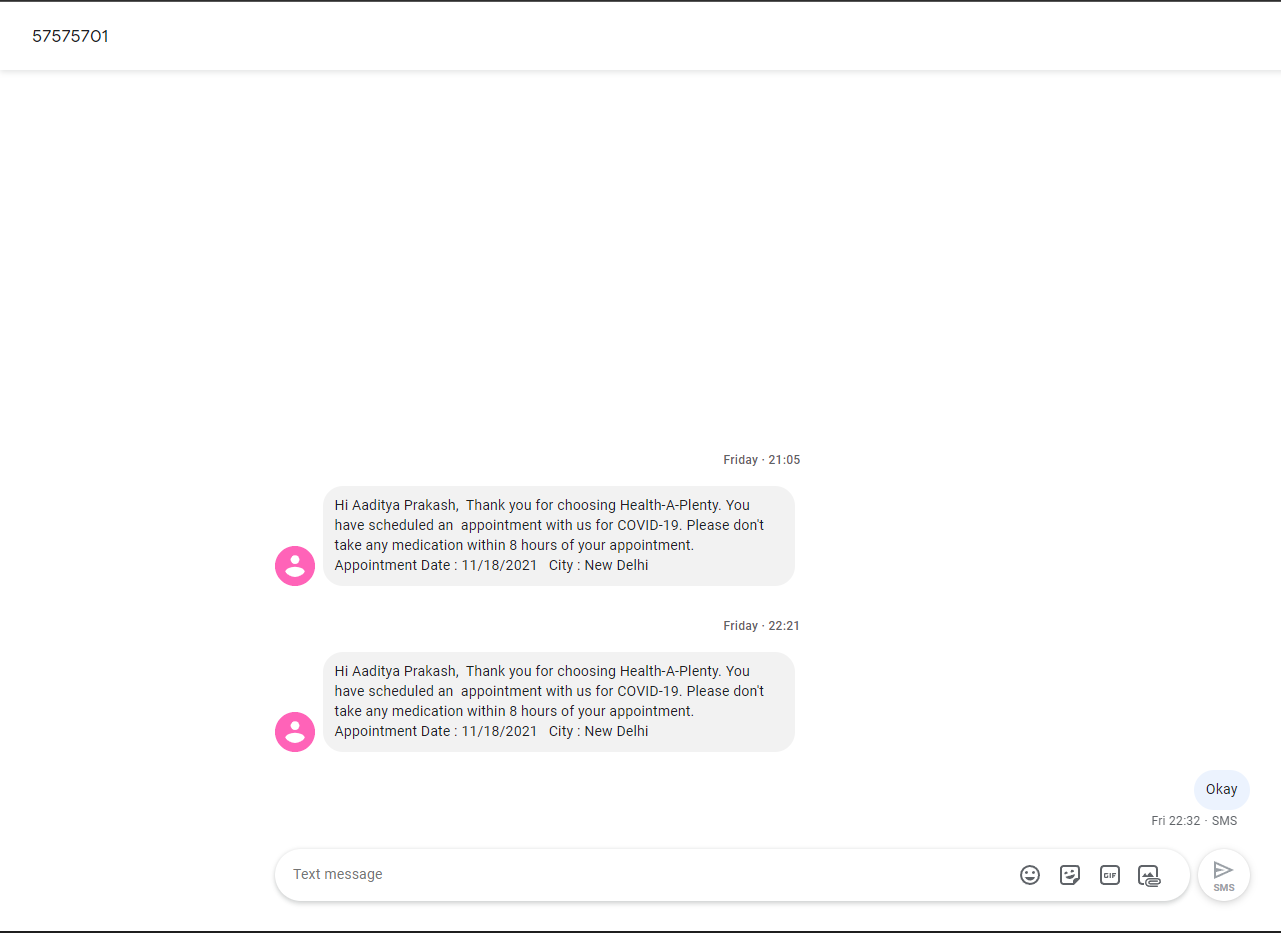 57575701
Friday · 21:05
Hi Aaditya Prakash,  Thank you for choosing Health-A-Plenty. You
have scheduled an  appointment with us for COVID-19. Please don't
take any medication within 8 hours of your appointment.
Appointment Date : 11/18/2021   City : New Delhi
Friday · 22:21
Hi Aaditya Prakash,  Thank you for choosing Health-A-Plenty. You
have scheduled an  appointment with us for COVID-19. Please don't
take any medication within 8 hours of your appointment.
Appointment Date : 11/18/2021   City : New Delhi
Okay
Fri 22:32 · SMS
Text message
GIF
SMS